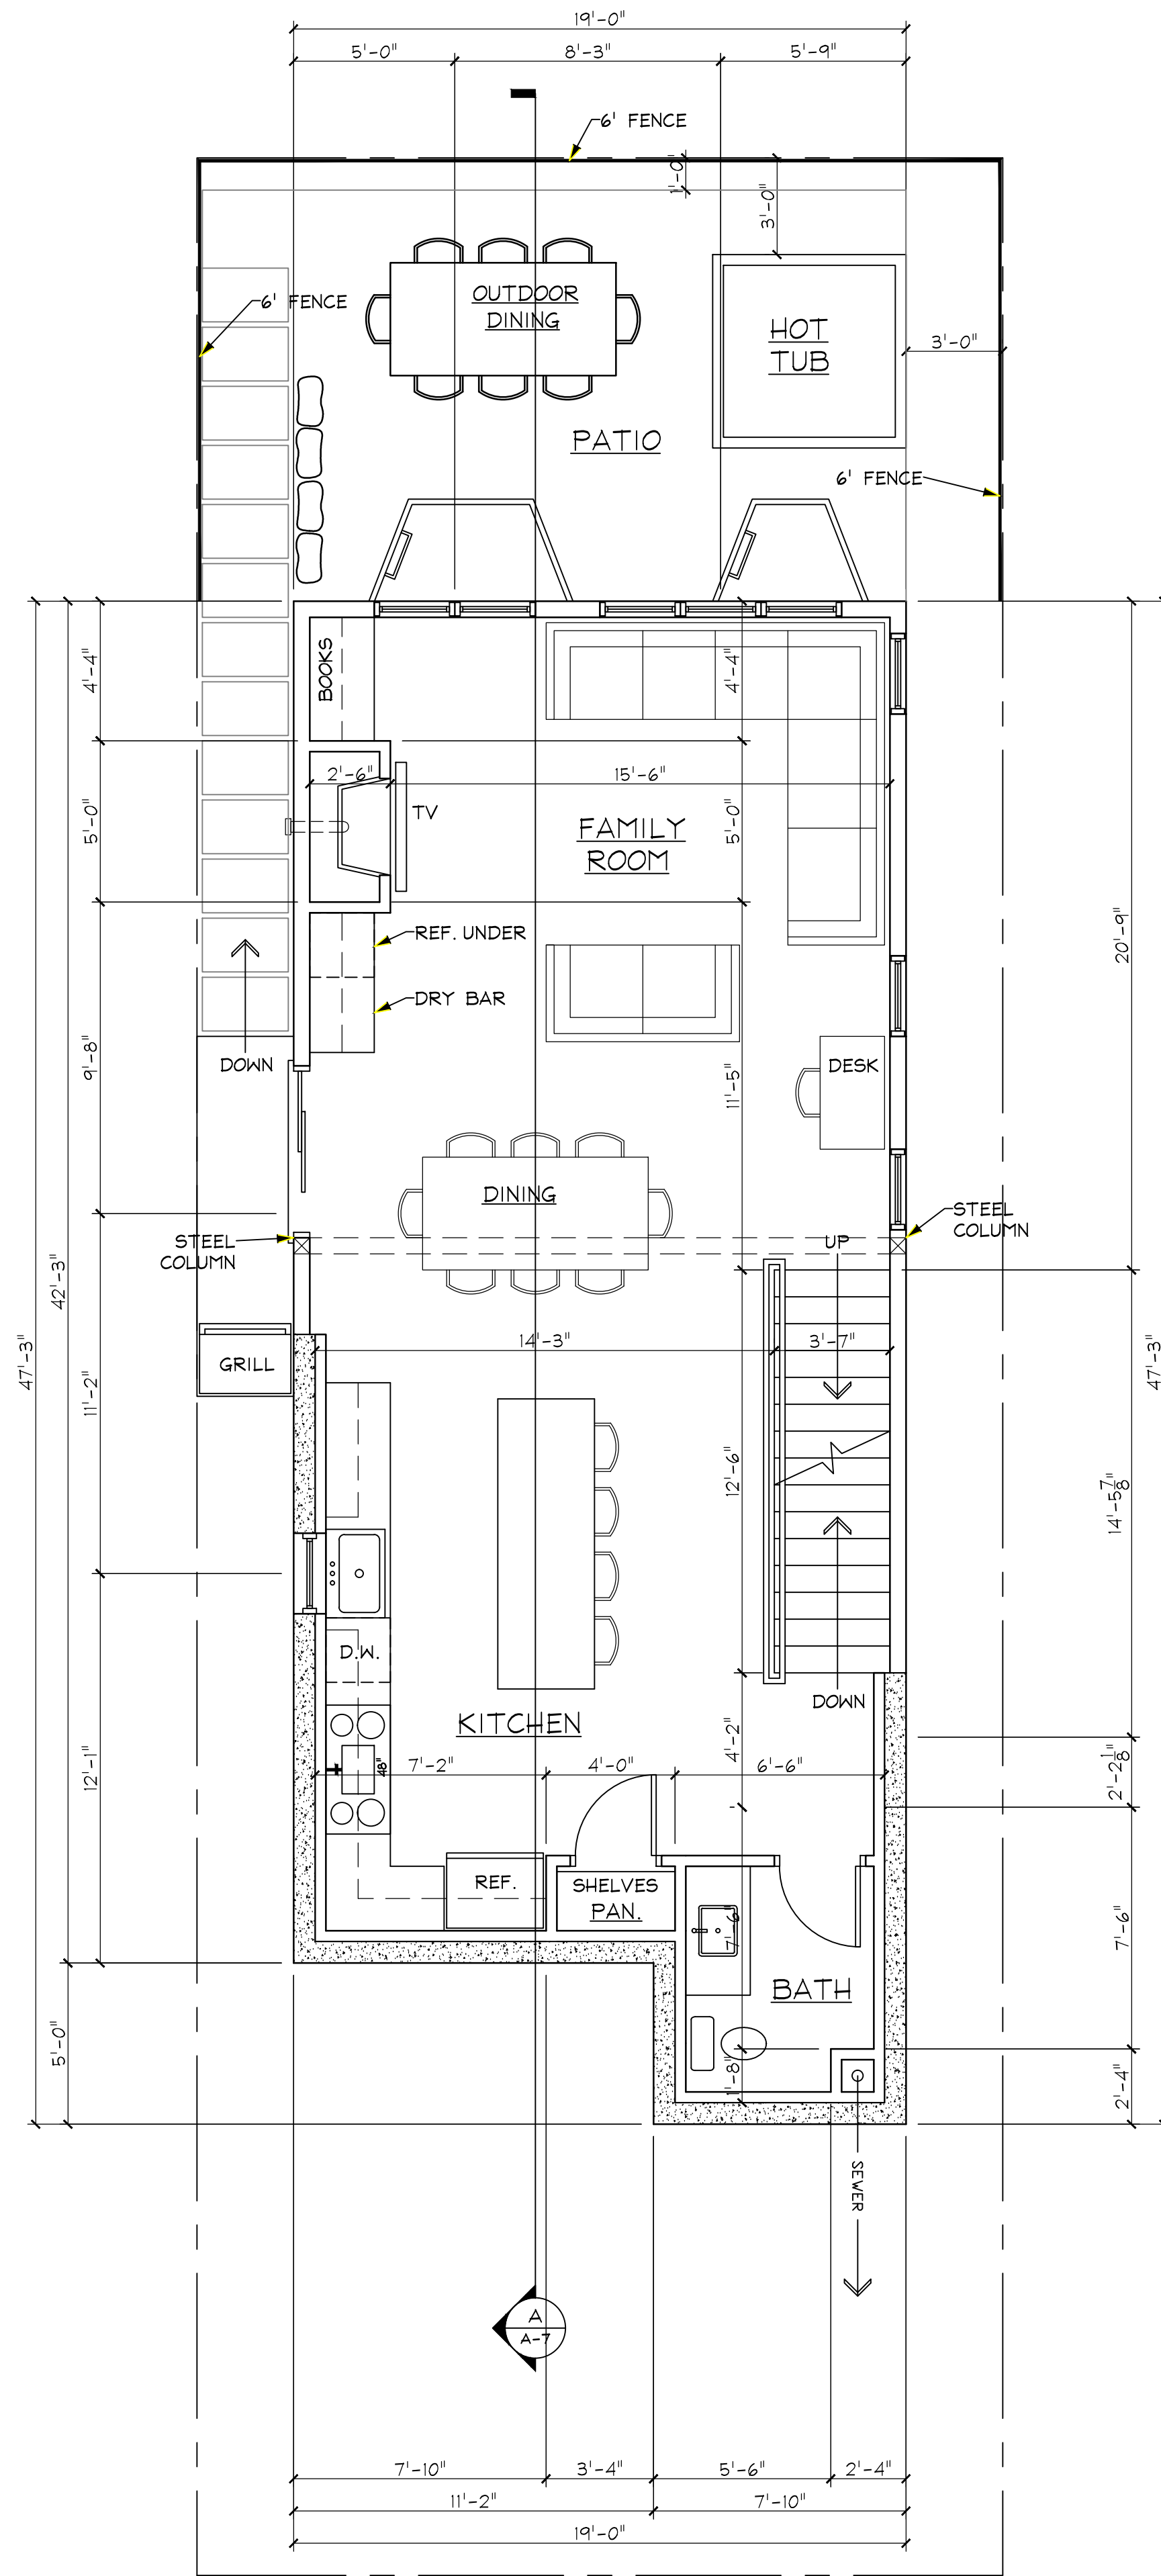 19'-0"
5'-0"
8'-3"
5'-9"
6' FENCE
1'-0"
3'-0"
OUTDOOR
DINING
6' FENCE
HOT
TUB
3'-0"
PATIO
6' FENCE
BOOKS
4'-4"
4'-4"
2'-6"
15'-6"
TV
5'-0"
5'-0"
FAMILY
ROOM
20'-9"
REF. UNDER
DRY BAR
DOWN
9'-8"
DESK
11'-5"
DINING
STEEL
COLUMN
STEEL
COLUMN
UP
42'-3"
47'-3"
47'-3"
14'-3"
3'-7"
GRILL
11'-2"
12'-6"
14'-5 7/8"
D.W.
DOWN
KITCHEN
4'-2"
48"
7'-2"
4'-0"
6'-6"
2'-2 1/8"
12'-1"
REF.
SHELVES
PAN.
7'-6"
7'-6"
BATH
5'-0"
1'-8"
2'-4"
SEWER
A
A-7
7'-10"
3'-4"
5'-6"
2'-4"
11'-2"
7'-10"
19'-0"